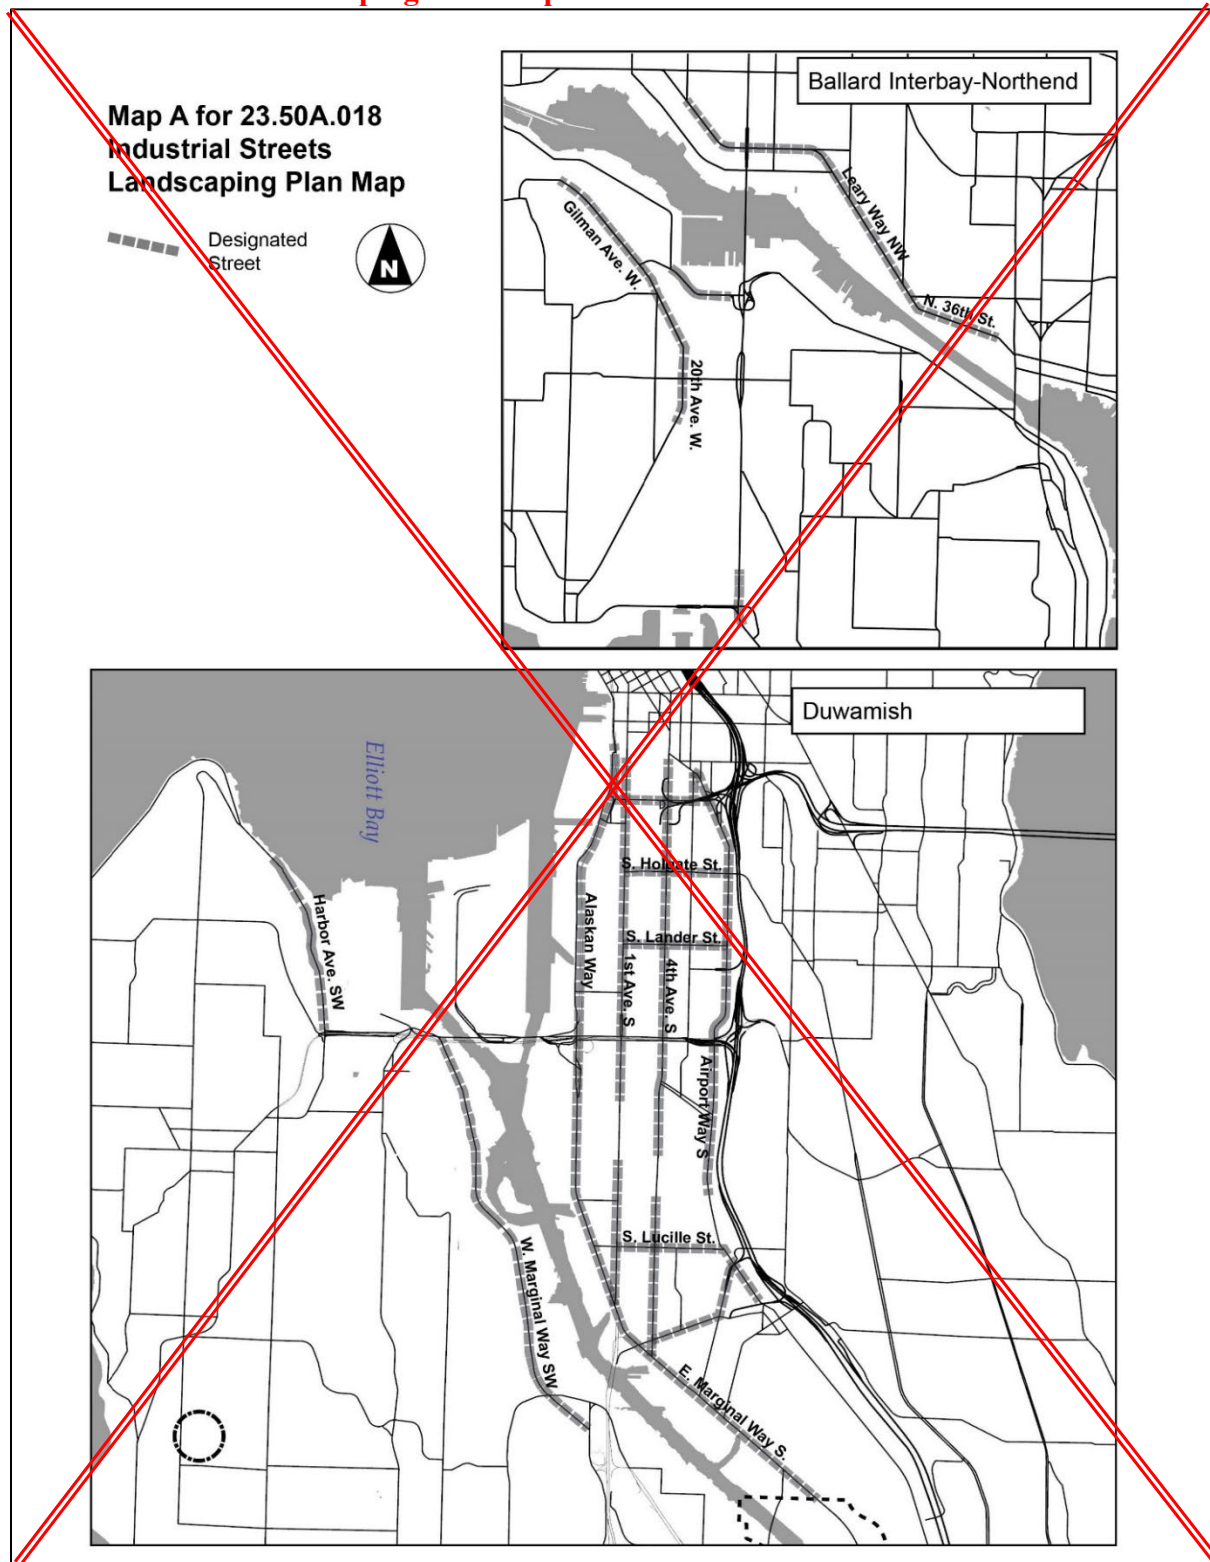 Map A for 23.50A.018
Industrial Streets
Landscaping Plan Map
Designated
Street
N
Ballard Interbay-Northend
Leary Way NW
Gilman Ave. W.
N. 36th St.
20th Ave. W.
Duwamish
Elliott Bay
S. Holgate St.
Harbor Ave. SW
Alaskan Way
S. Lander St.
1st Ave. S
4th Ave. S
Airport Way S
S. Lucille St.
W. Marginal Way SW
E. Marginal Way S.